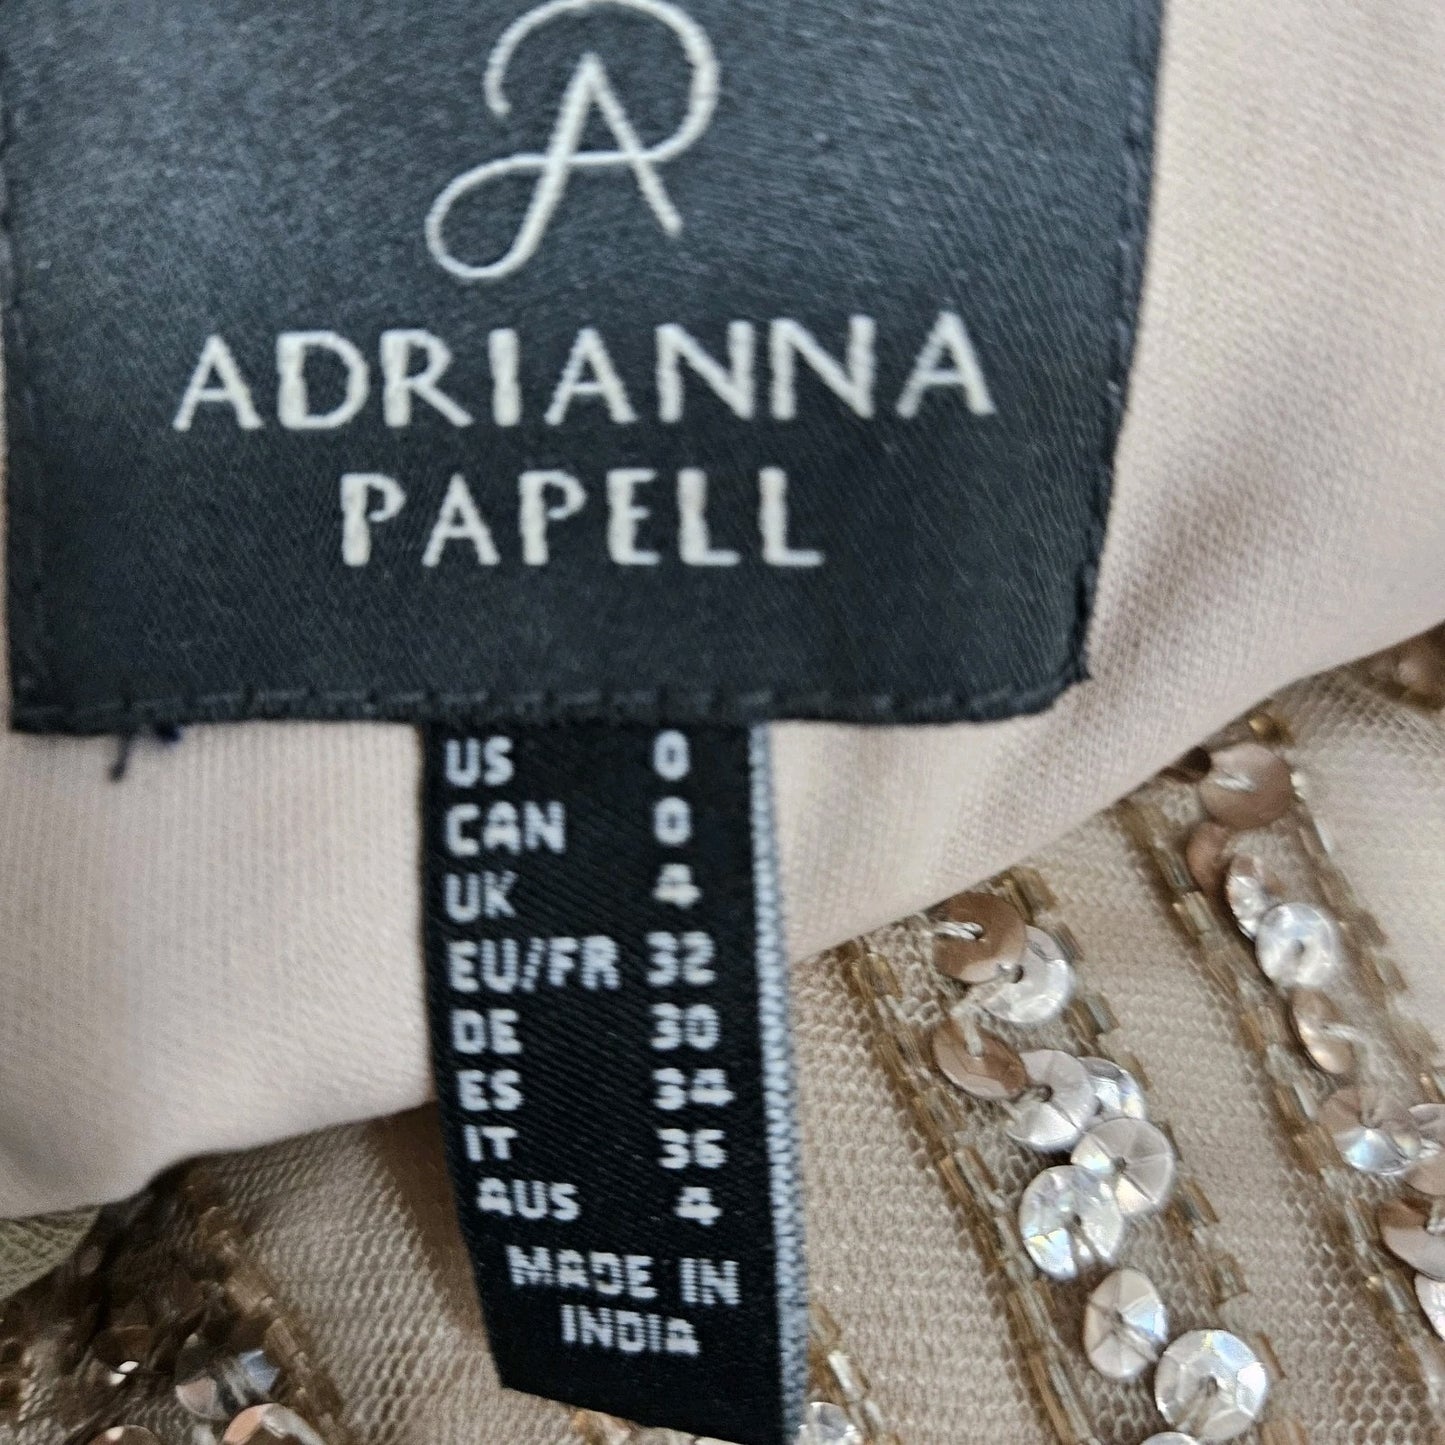 AP
ADRIANNA
PAPELL
US 0
CAN 0
UK 4
EU/FR 32
DE 30
ES 34
IT 36
AUS 4
MADE IN
INDIA